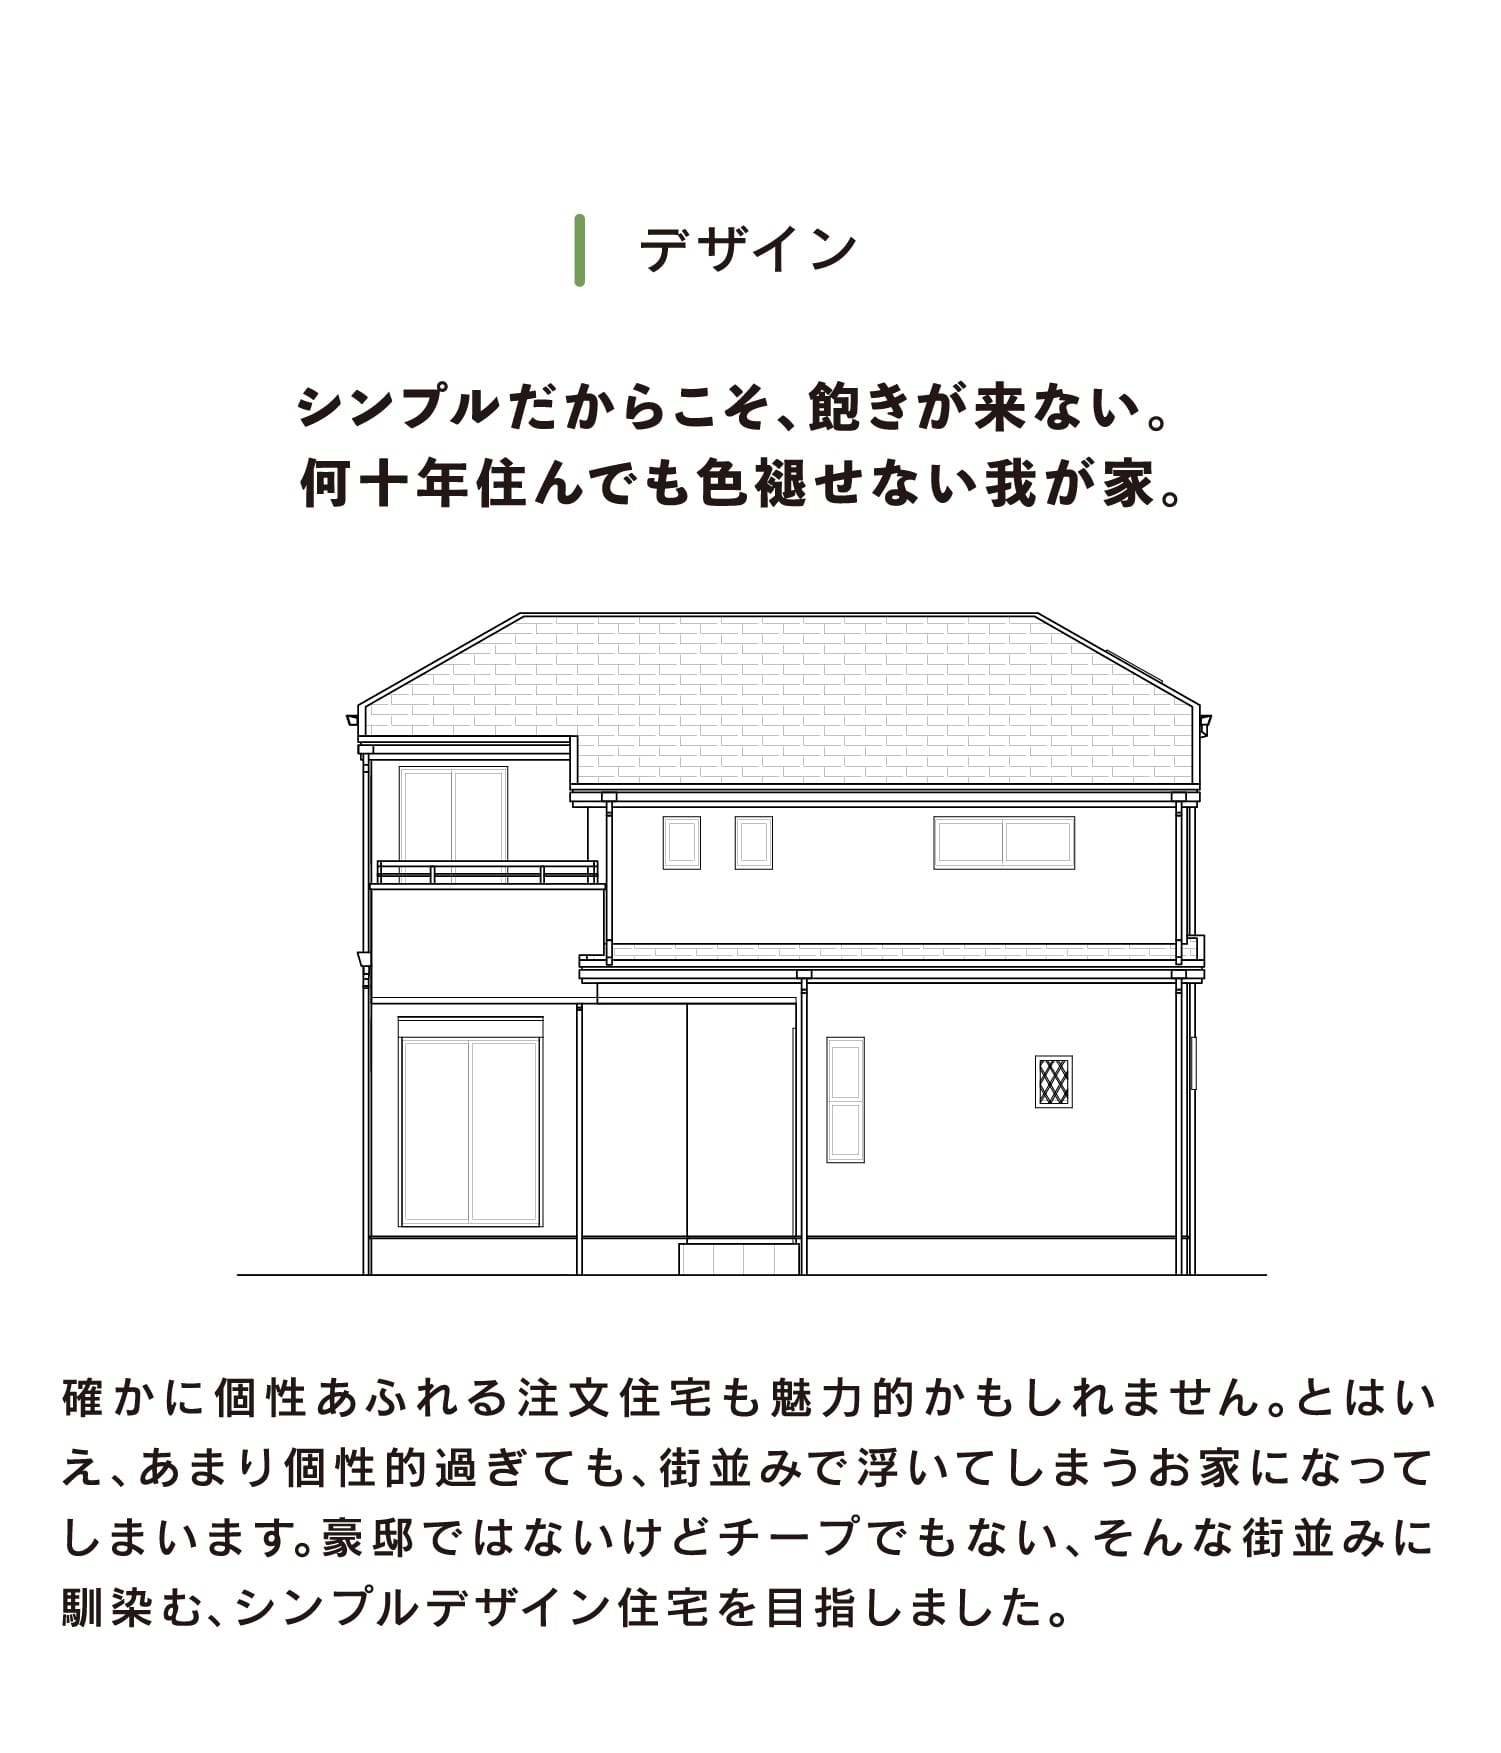 デザイン
シンプルだからこそ、飽きが来ない。
何十年住んでも色褪せない我が家。
確かに個性あふれる注文住宅も魅力的かもしれません。とはい
え、あまり個性的過ぎても、街並みで浮いてしまうお家になって
しまいます。豪邸ではないけどチープでもない、そんな街並みに
馴染む、シンプルデザイン住宅を目指しました。